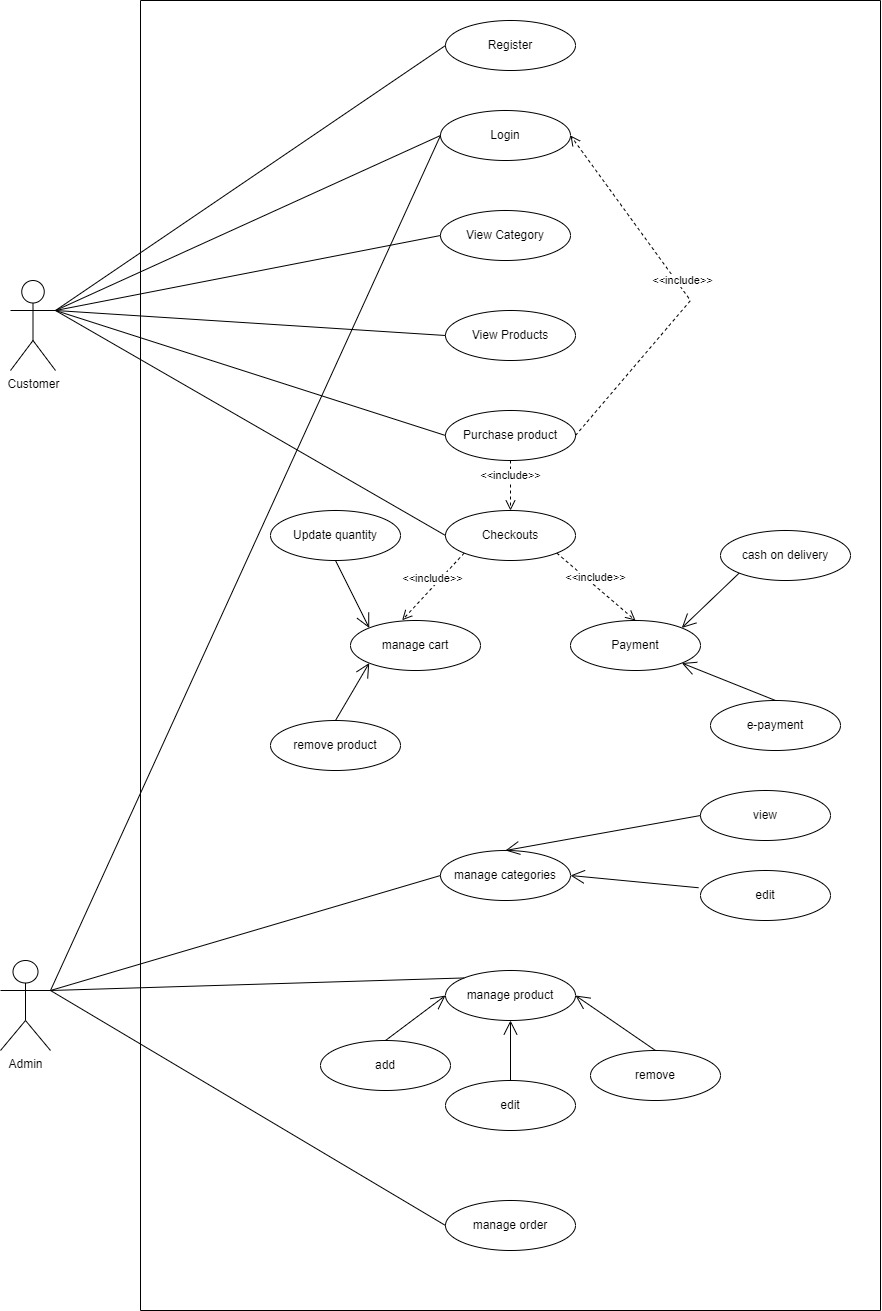 Register
Login
View Category
<<include>>
Customer
View Products
Purchase product
<<include>>
Update quantity
Checkouts
cash on delivery
<<include>>
<<include>>
manage cart
Payment
remove product
e-payment
view
manage categories
edit
manage product
Admin
add
remove
edit
manage order